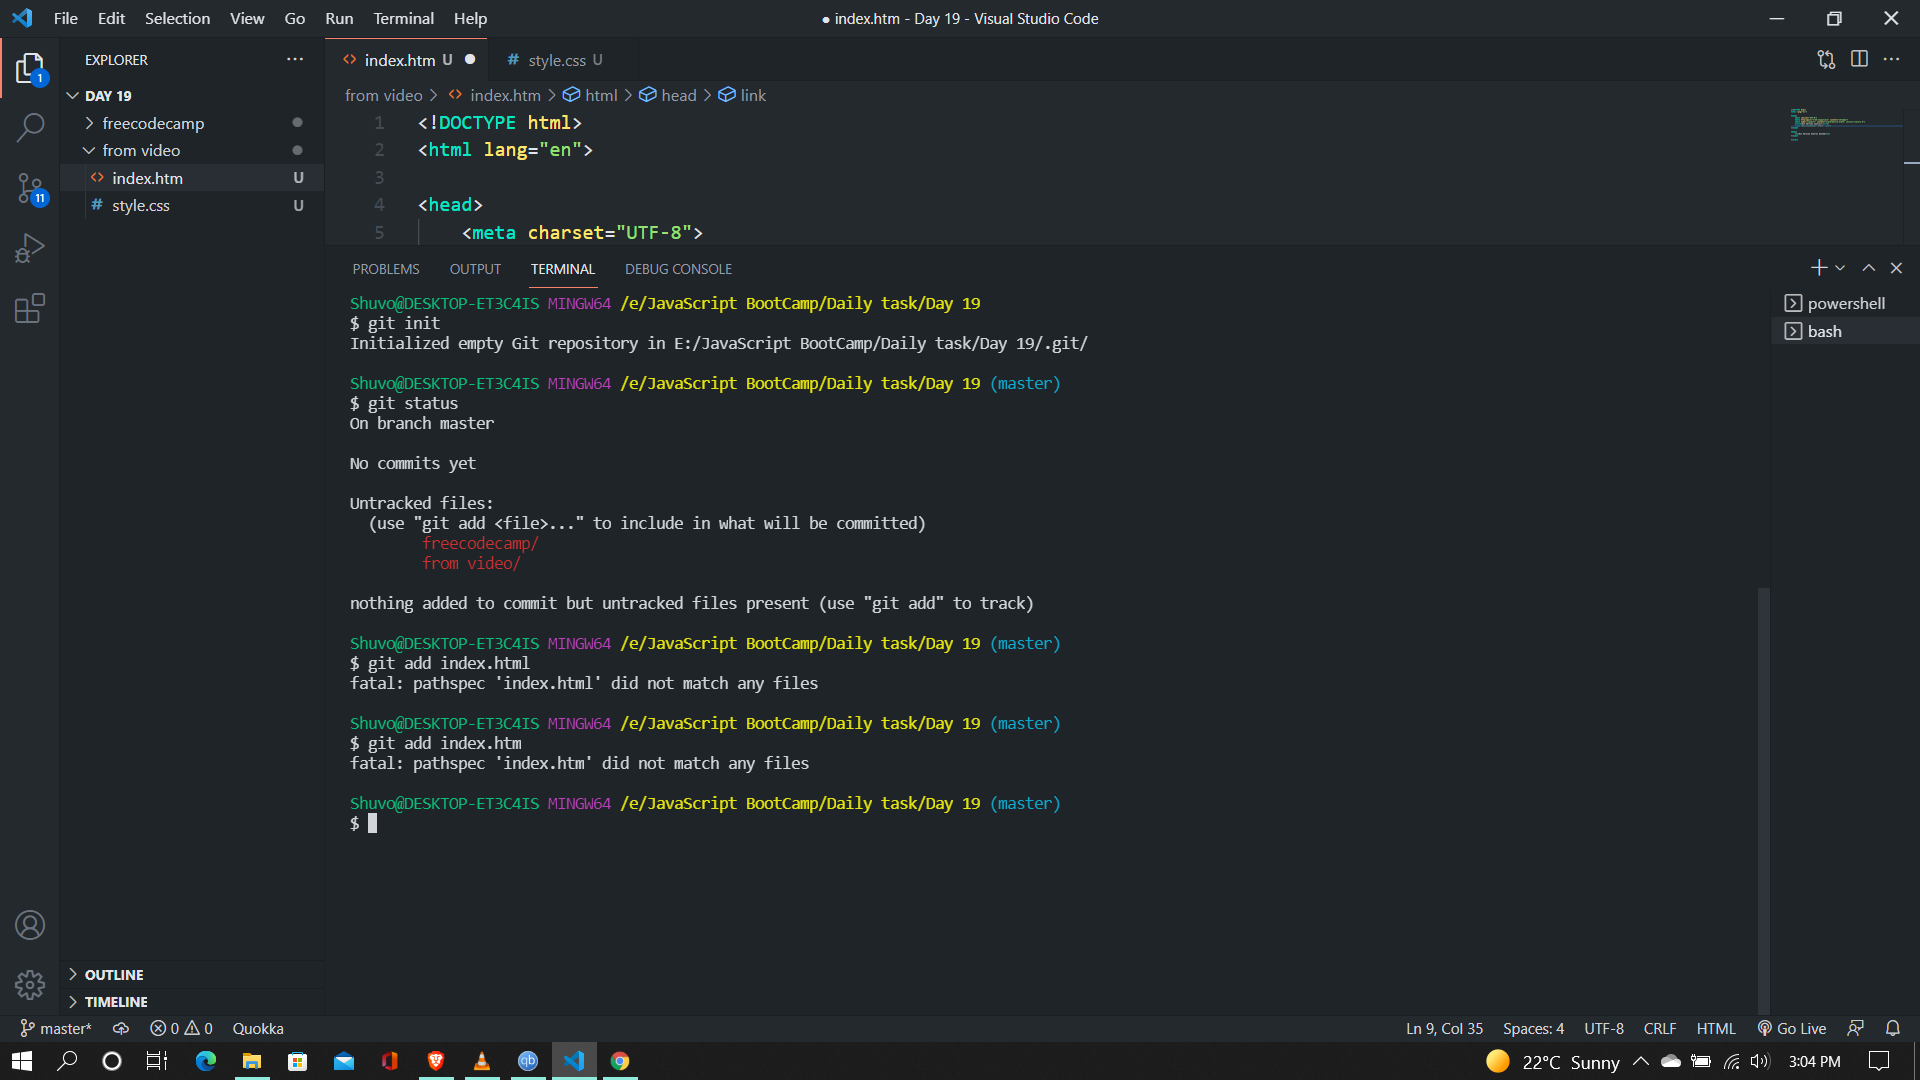 File Edit Selection View Go Run Terminal Help
● index.htm - Day 19 - Visual Studio Code
EXPLORER
index.htm U
# style.css U
1
DAY 19
from video > index.htm > html > head > link
freecodecamp
1 <!DOCTYPE html>
from video
2 <html lang="en">
index.htm U
3
11
# style.css U
4 <head>
5 <meta charset="UTF-8">
PROBLEMS OUTPUT TERMINAL DEBUG CONSOLE
powershell
bash
Shuvo@DESKTOP-ET3C4IS MINGW64 /e/JavaScript BootCamp/Daily task/Day 19
$ git init
Initialized empty Git repository in E:/JavaScript BootCamp/Daily task/Day 19/.git/
Shuvo@DESKTOP-ET3C4IS MINGW64 /e/JavaScript BootCamp/Daily task/Day 19 (master)
$ git status
On branch master
No commits yet
Untracked files:
(use "git add <file>..." to include in what will be committed)
freecodecamp/
from video/
nothing added to commit but untracked files present (use "git add" to track)
Shuvo@DESKTOP-ET3C4IS MINGW64 /e/JavaScript BootCamp/Daily task/Day 19 (master)
$ git add index.html
fatal: pathspec 'index.html' did not match any files
Shuvo@DESKTOP-ET3C4IS MINGW64 /e/JavaScript BootCamp/Daily task/Day 19 (master)
$ git add index.htm
fatal: pathspec 'index.htm' did not match any files
Shuvo@DESKTOP-ET3C4IS MINGW64 /e/JavaScript BootCamp/Daily task/Day 19 (master)
$
OUTLINE
TIMELINE
master* 0 0 Quokka
Ln 9, Col 35 Spaces: 4 UTF-8 CRLF HTML Go Live
qb
22°C Sunny 3:04 PM